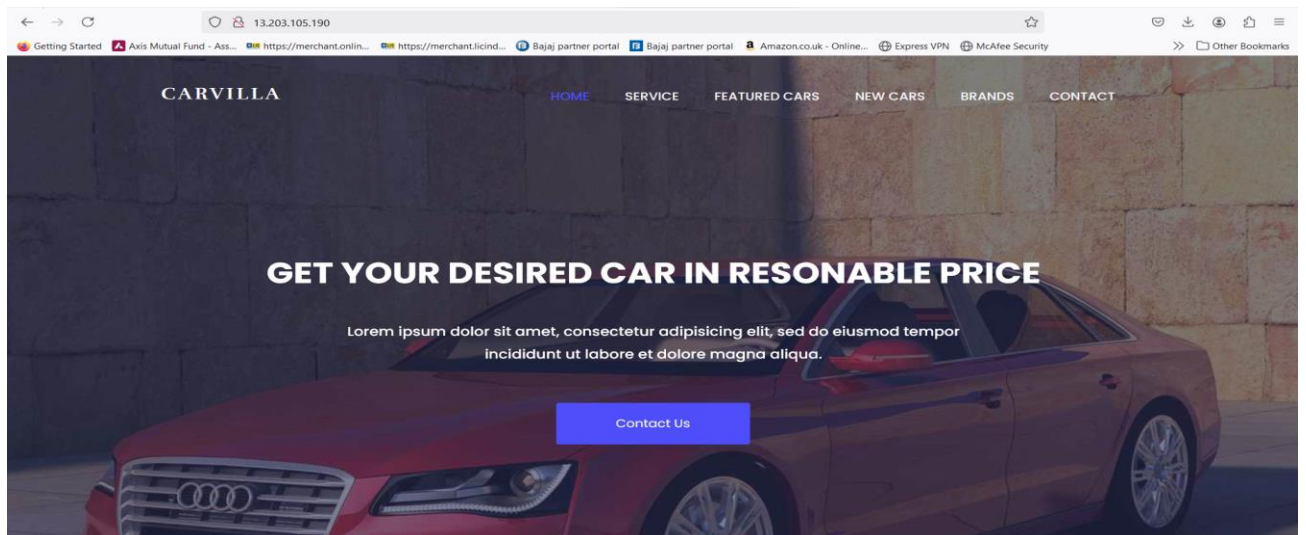 13.203.105.190
Getting Started Axis Mutual Fund - Ass... https://merchant.onlin... https://merchant.licind... Bajaj partner portal Bajaj partner portal Amazon.co.uk - Online... Express VPN McAfee Security Other Bookmarks
CARVILLA HOME SERVICE FEATURED CARS NEW CARS BRANDS CONTACT
GET YOUR DESIRED CAR IN RESONABLE PRICE
Lorem ipsum dolor sit amet, consectetur adipisicing elit, sed do eiusmod tempor
incididunt ut labore et dolore magna aliqua.
Contact Us